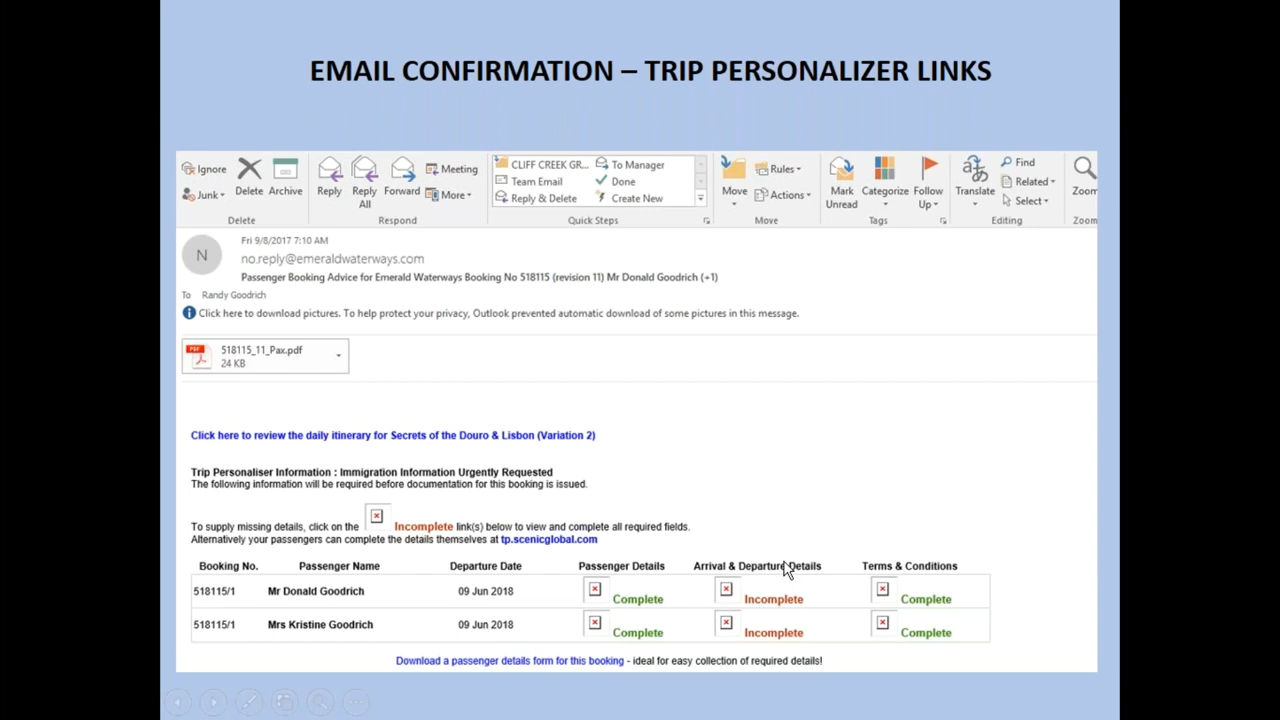 EMAIL CONFIRMATION – TRIP PERSONALIZER LINKS
Ignore
Junk
Delete
Archive
Reply
Reply All
Forward
Meeting
More
CLIFF CREEK GR...
To Manager
Team Email
Done
Reply & Delete
Create New
Move
Rules
Actions
Mark Unread
Categorize
Follow Up
Translate
Find
Related
Select
Zoom
Delete
Respond
Quick Steps
Move
Tags
Editing
Zoom
N
Fri 9/8/2017 7:10 AM
no.reply@emeraldwaterways.com
Passenger Booking Advice for Emerald Waterways Booking No 518115 (revision 11) Mr Donald Goodrich (+1)
To Randy Goodrich
Click here to download pictures. To help protect your privacy, Outlook prevented automatic download of some pictures in this message.
PDF
518115_11_Pax.pdf
24 KB
Click here to review the daily itinerary for Secrets of the Douro & Lisbon (Variation 2)
Trip Personaliser Information : Immigration Information Urgently Requested
The following information will be required before documentation for this booking is issued.
To supply missing details, click on the Incomplete link(s) below to view and complete all required fields.
Alternatively your passengers can complete the details themselves at tp.scenicglobal.com
Booking No. Passenger Name Departure Date Passenger Details Arrival & Departure Details Terms & Conditions
518115/1 Mr Donald Goodrich 09 Jun 2018 Complete Incomplete Complete
518115/1 Mrs Kristine Goodrich 09 Jun 2018 Complete Incomplete Complete
Download a passenger details form for this booking - ideal for easy collection of required details!